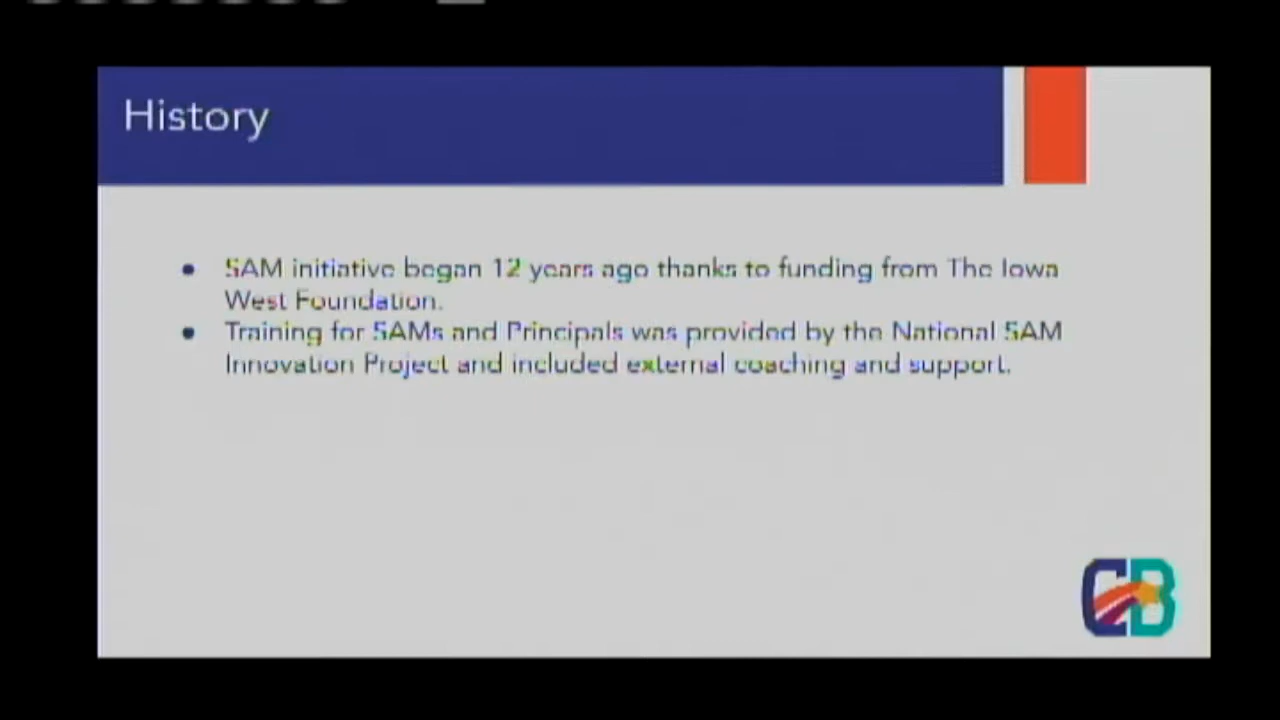 History
• SAM initiative began 12 years ago thanks to funding from The Iowa
West Foundation.
• Training for SAMs and Principals was provided by the National SAM
Innovation Project and included external coaching and support.
CB